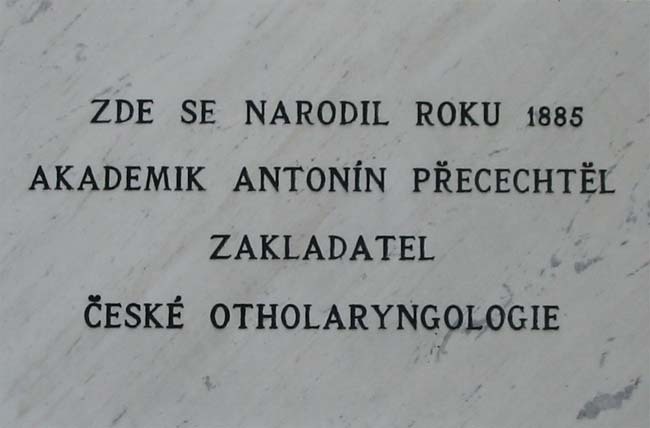 ZDE SE NARODIL ROKU 1885
AKADEMIK ANTONÍN PŘECECHTĚL
ZAKLADATEL
ČESKÉ OTHOLARYNGOLOGIE